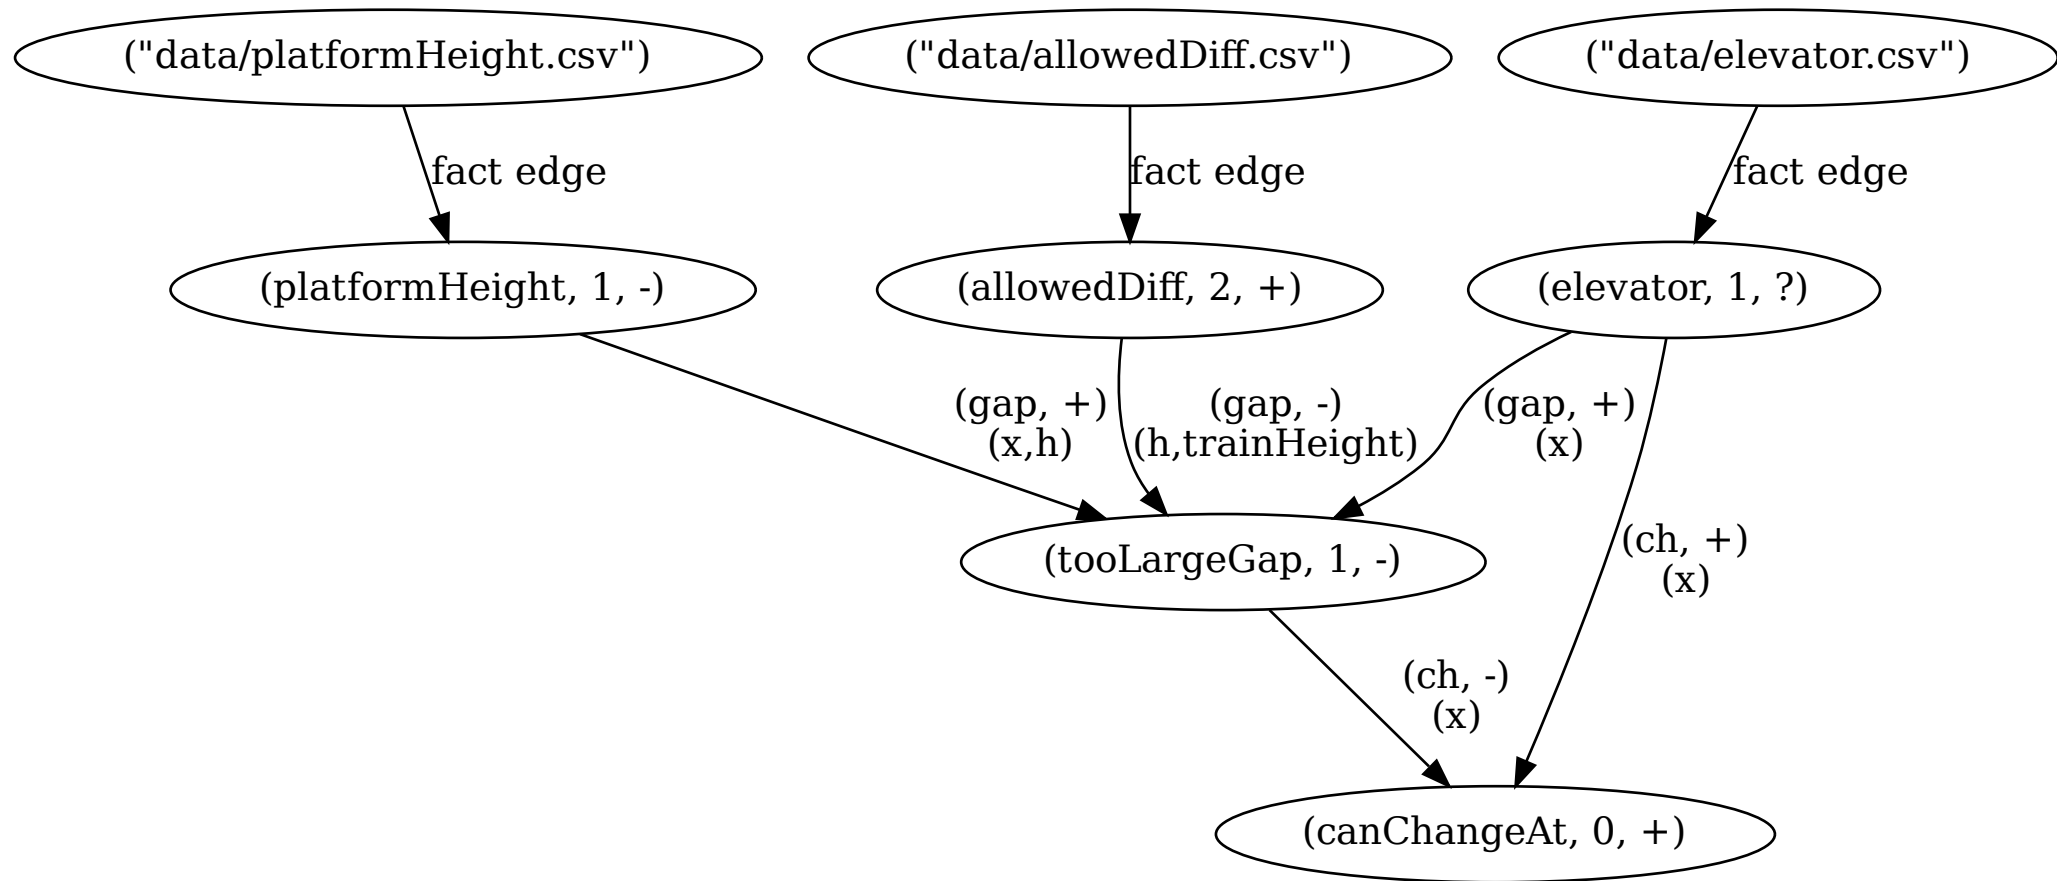 ("data/platformHeight.csv")
("data/allowedDiff.csv")
("data/elevator.csv")
fact edge
fact edge
fact edge
(platformHeight, 1, -)
(allowedDiff, 2, +)
(elevator, 1, ?)
(gap, +)
(x,h)
(gap, -)
(h,trainHeight)
(gap, +)
(x)
(ch, +)
(x)
(tooLargeGap, 1, -)
(ch, -)
(x)
(canChangeAt, 0, +)